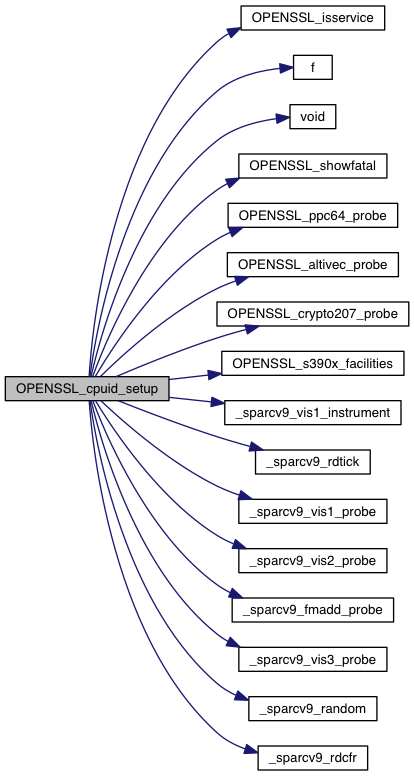 OPENSSL_isservice
f
void
OPENSSL_showfatal
OPENSSL_ppc64_probe
OPENSSL_altivec_probe
OPENSSL_crypto207_probe
OPENSSL_s390x_facilities
OPENSSL_cpuid_setup
_sparcv9_vis1_instrument
_sparcv9_rdtick
_sparcv9_vis1_probe
_sparcv9_vis2_probe
_sparcv9_fmadd_probe
_sparcv9_vis3_probe
_sparcv9_random
_sparcv9_rdcfr